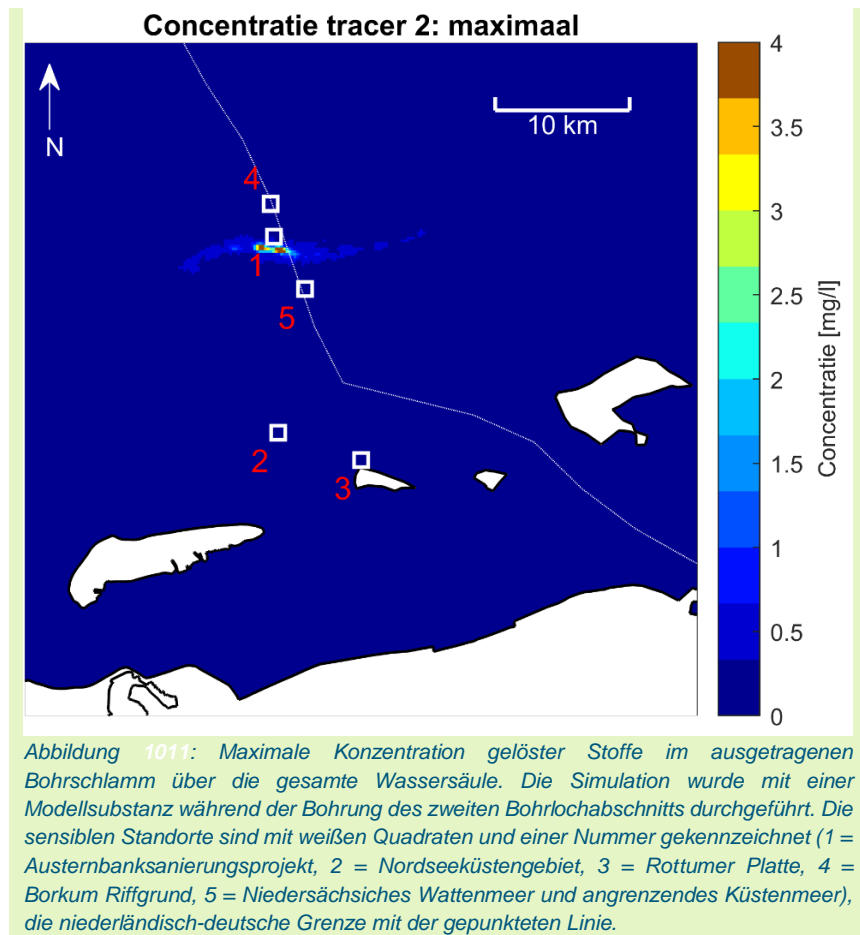 Concentratie tracer 2: maximaal
N
10 km
4
1
5
2
3
4
3.5
3
2.5
2
1.5
1
0.5
0
Concentratie [mg/l]
Abbildung 1011: Maximale Konzentration gelöster Stoffe im ausgetragenen
Bohrschlamm über die gesamte Wassersäule. Die Simulation wurde mit einer
Modellsubstanz während der Bohrung des zweiten Bohrlochabschnitts durchgeführt. Die
sensiblen Standorte sind mit weißen Quadraten und einer Nummer gekennzeichnet (1 =
Austernbanksanierungsprojekt, 2 = Nordseeküstengebiet, 3 = Rottumer Platte, 4 =
Borkum Riffgrund, 5 = Niedersächsiches Wattenmeer und angrenzendes Küstenmeer),
die niederländisch-deutsche Grenze mit der gepunkteten Linie.